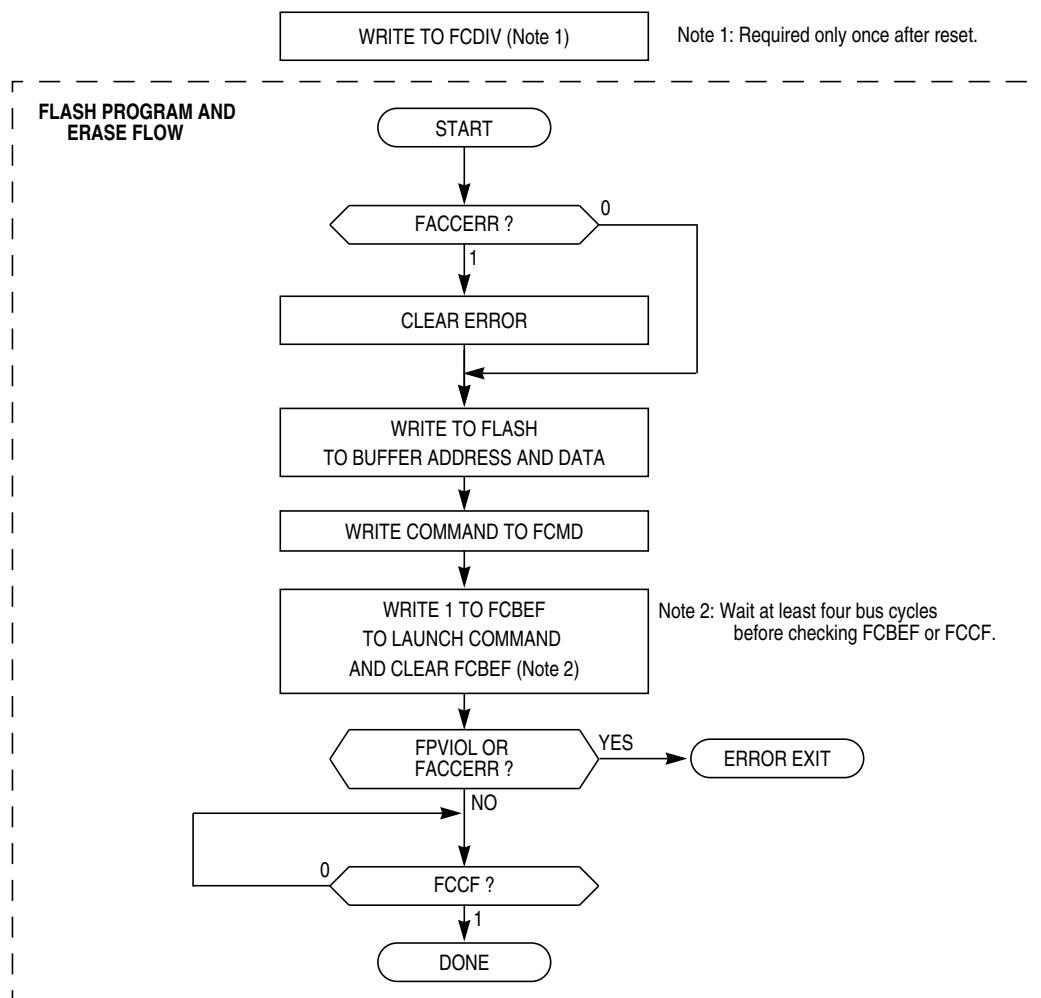 WRITE TO FCDIV (Note 1)
Note 1: Required only once after reset.
FLASH PROGRAM AND
ERASE FLOW
START
FACCERR ?
0
1
CLEAR ERROR
WRITE TO FLASH
TO BUFFER ADDRESS AND DATA
WRITE COMMAND TO FCMD
WRITE 1 TO FCBEF
TO LAUNCH COMMAND
AND CLEAR FCBEF (Note 2)
Note 2: Wait at least four bus cycles
before checking FCBEF or FCCF.
FPVIOL OR
FACCERR ?
YES
ERROR EXIT
NO
0
FCCF ?
1
DONE